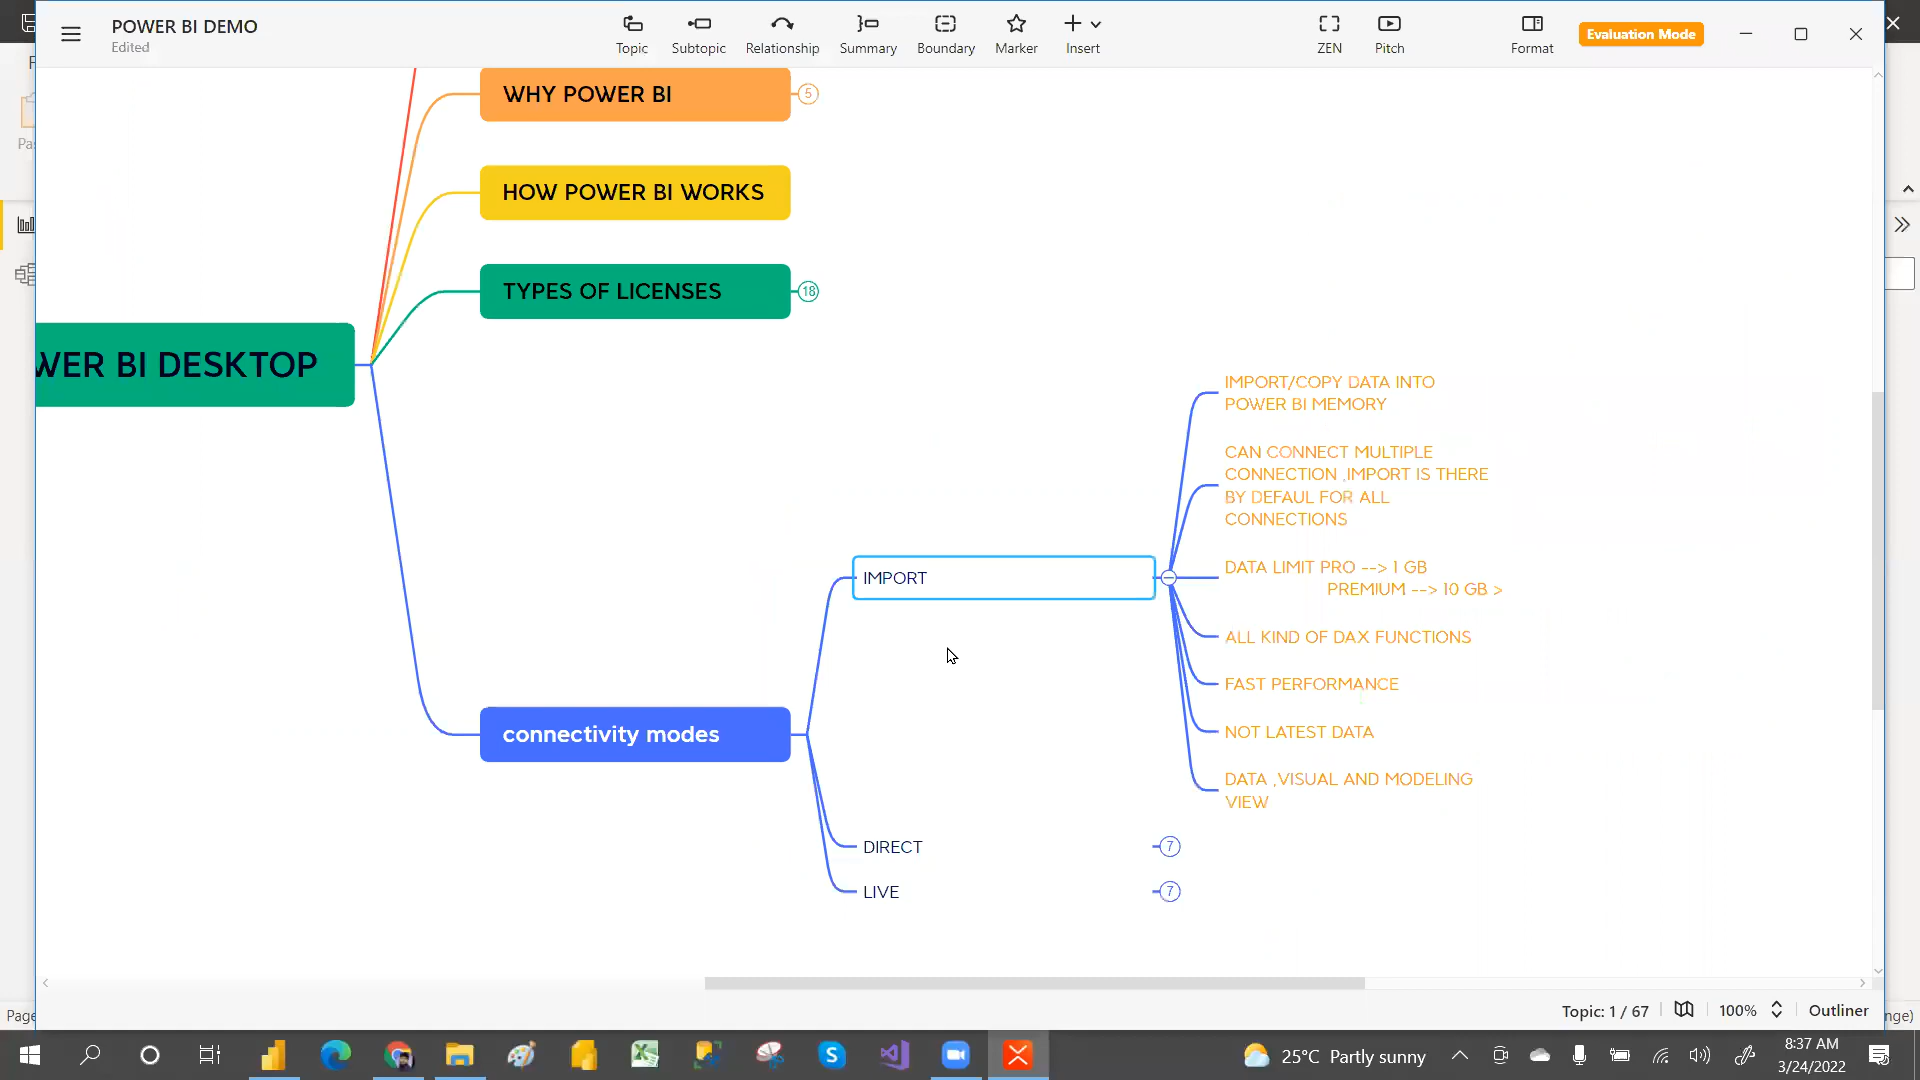 POWER BI DEMO
Edited
Topic
Subtopic
Relationship
Summary
Boundary
Marker
Insert
ZEN
Pitch
Format
Evaluation Mode
WHY POWER BI
5
HOW POWER BI WORKS
TYPES OF LICENSES
18
WER BI DESKTOP
IMPORT/COPY DATA INTO
POWER BI MEMORY
CAN CONNECT MULTIPLE
CONNECTION ,IMPORT IS THERE
BY DEFAUL FOR ALL
CONNECTIONS
IMPORT
DATA LIMIT PRO --> 1 GB
PREMIUM --> 10 GB >
ALL KIND OF DAX FUNCTIONS
FAST PERFORMANCE
NOT LATEST DATA
DATA ,VISUAL AND MODELING
VIEW
connectivity modes
DIRECT
7
LIVE
7
Page
Topic: 1 / 67
100%
Outliner
nge)
25°C Partly sunny
8:37 AM
3/24/2022